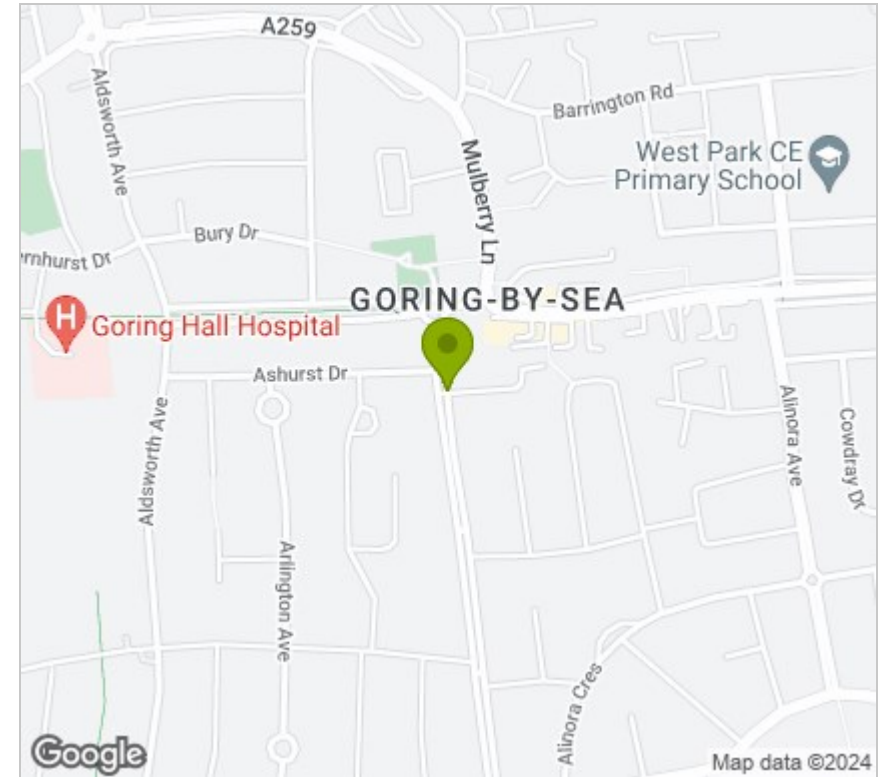 A259
Aldsworth Ave
Barrington Rd
Mulberry Ln
West Park CE
Primary School
Bury Dr
rnhurst Dr
GORING-BY-SEA
H
Goring Hall Hospital
Ashurst Dr
Aldsworth Ave
Alinora Ave
Cowdray Dr
Arlington Ave
Alinora Cres
Google
Map data ©2024